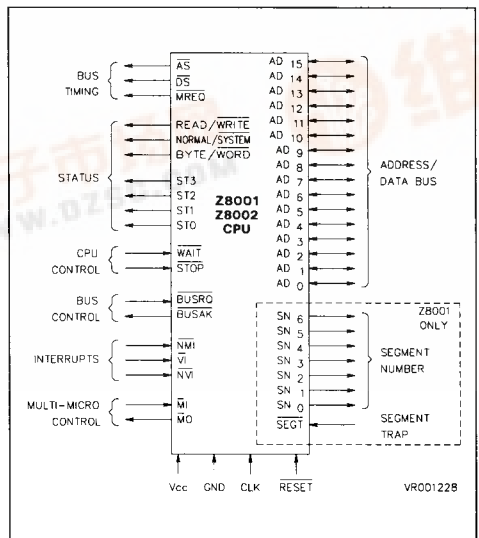 BUS
TIMING
AS
DS
MREQ
STATUS
READ/WRITE
NORMAL/SYSTEM
BYTE/WORD
ST3
ST2
ST1
ST0
CPU
CONTROL
WAIT
STOP
BUS
CONTROL
BUSRQ
BUSAK
INTERRUPTS
NMI
VI
NVI
MULTI-MICRO
CONTROL
MI
MO
Z8001
Z8002
CPU
AD 15
AD 14
AD 13
AD 12
AD 11
AD 10
AD 9
AD 8
AD 7
AD 6
AD 5
AD 4
AD 3
AD 2
AD 1
AD 0
ADDRESS/
DATA BUS
Z8001
ONLY
SN 6
SN 5
SN 4
SN 3
SN 2
SN 1
SN 0
SEGMENT
NUMBER
SEGT
SEGMENT
TRAP
Vcc GND CLK RESET
VR001228